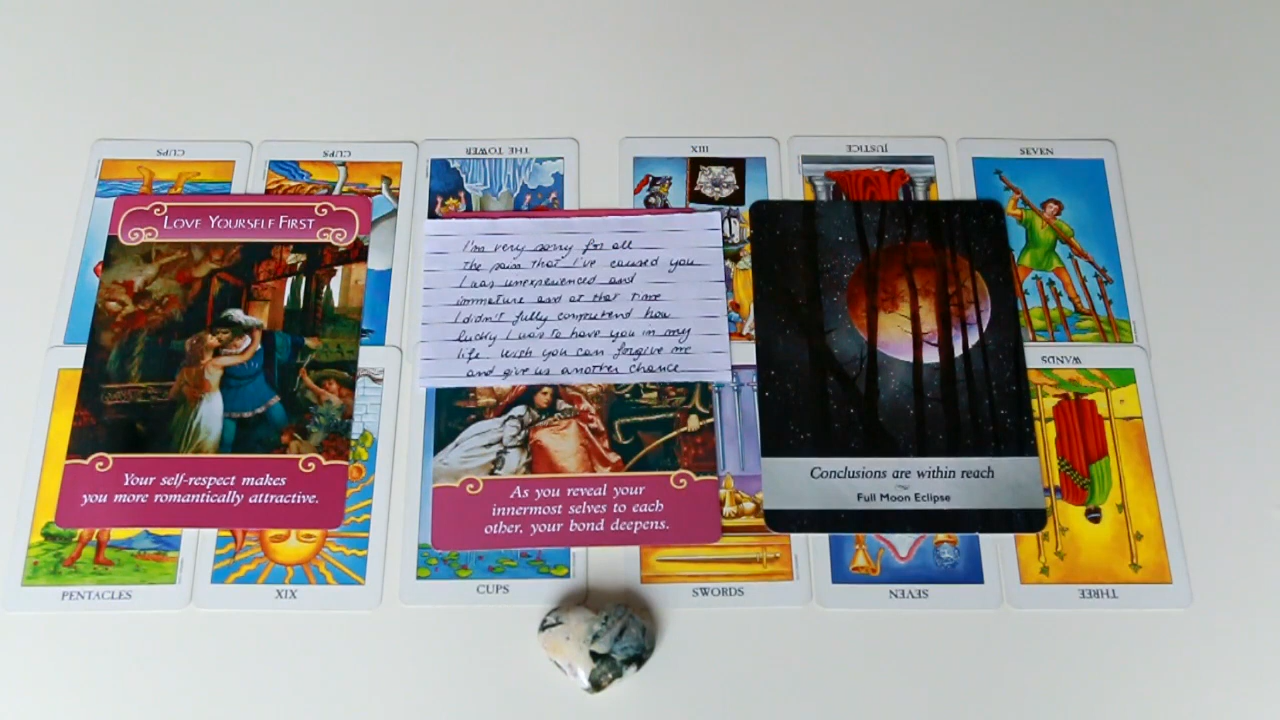 CUPS
CUPS
THE TOWER
XIII
JUSTICE
SEVEN
LOVE YOURSELF FIRST
Your self-respect makes
you more romantically attractive.
I'm very sorry for all
the pain that I've caused you
I was unexperienced and
immature and at that time
I didn't fully comprehend how
lucky I was to have you in my
life. Wish you can forgive me
and give us another chance
As you reveal your
innermost selves to each
other, your bond deepens.
Conclusions are within reach
Full Moon Eclipse
WANDS
PENTACLES
XIX
CUPS
SWORDS
SEVEN
THREE